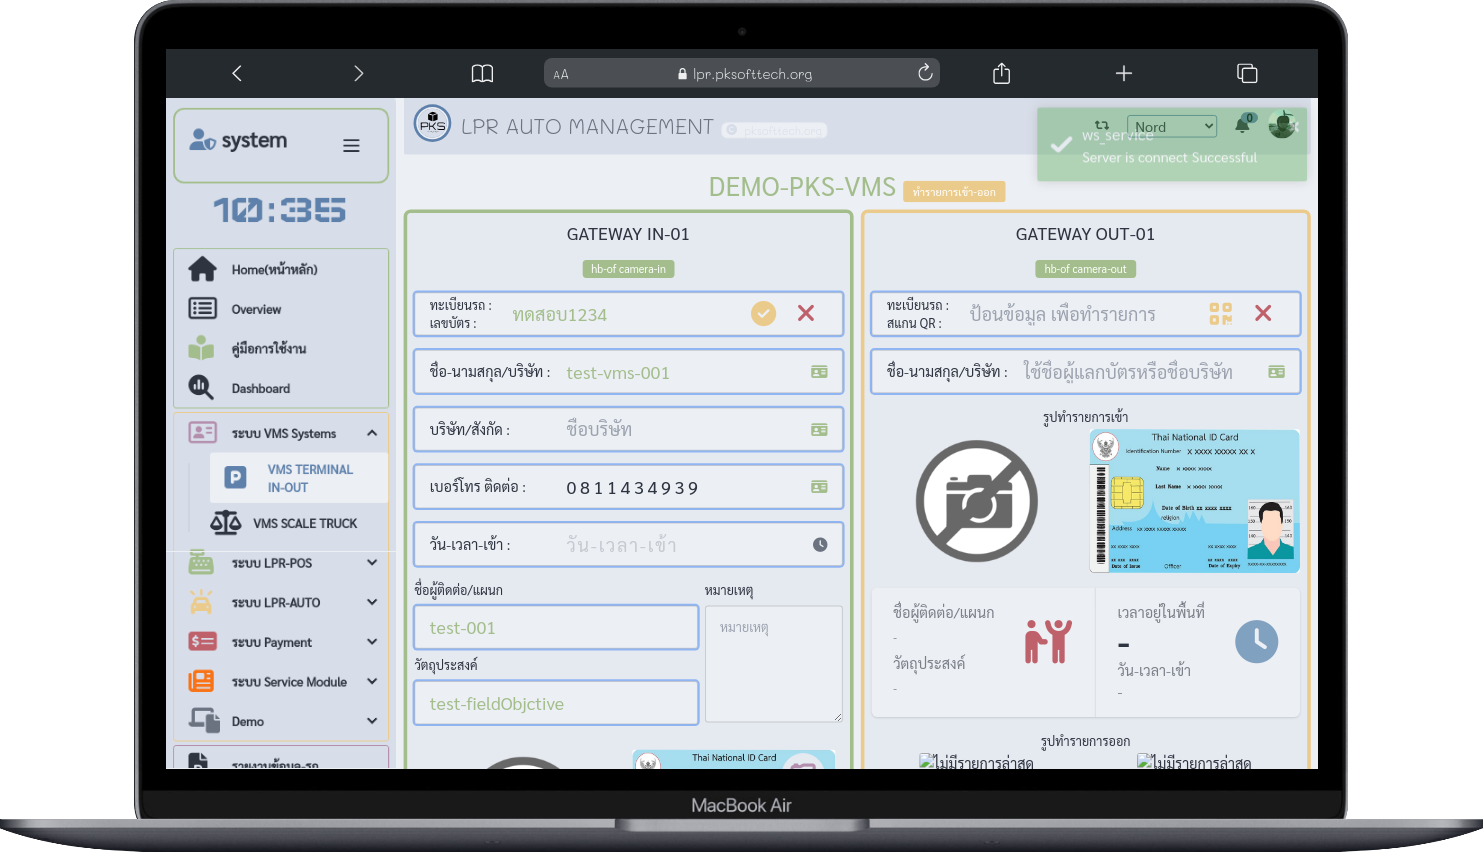 AA lpr.pksofttech.org
system
10:35
Home(หน้าหลัก)
Overview
คู่มือการใช้งาน
Dashboard
ระบบ VMS Systems
VMS TERMINAL
IN-OUT
VMS SCALE TRUCK
ระบบ LPR-POS
ระบบ LPR-AUTO
ระบบ Payment
ระบบ Service Module
Demo
รายงานข้อมูล-รถ
PKS
LPR AUTO MANAGEMENT
pksofttech.org
Nord
0
ws_service
Server is connect Successful
DEMO-PKS-VMS
ทำรายการเข้า-ออก
GATEWAY IN-01
hb-of camera-in
ทะเบียนรถ :
เลขบัตร :
ทดสอบ1234
ชื่อ-นามสกุล/บริษัท : test-vms-001
บริษัท/สังกัด : ชื่อบริษัท
เบอร์โทร ติดต่อ : 0811434939
วัน-เวลา-เข้า : วัน-เวลา-เข้า
ชื่อผู้ติดต่อ/แผนก
test-001
วัตถุประสงค์
test-fieldObjctive
หมายเหตุ
หมายเหตุ
Thai National ID Card
GATEWAY OUT-01
hb-of camera-out
ทะเบียนรถ :
สแกน QR :
ป้อนข้อมูล เพื่อทำรายการ
ชื่อ-นามสกุล/บริษัท : ใช้ชื่อผู้แลกบัตรหรือชื่อบริษัท
รูปทำรายการเข้า
Thai National ID Card
Identification Number X XXXX XXXXX XX X
Name X XXXX XXXX
Last Name X XXXX XXXX
Date of Birth XX XXXX XXXX
religion
Address
Date of Issue
Officer
Date of Expiry
ชื่อผู้ติดต่อ/แผนก
-
วัตถุประสงค์
-
เวลาอยู่ในพื้นที่
-
วัน-เวลา-เข้า
-
รูปทำรายการออก
ไม่มีรายการล่าสุด
ไม่มีรายการล่าสุด
MacBook Air